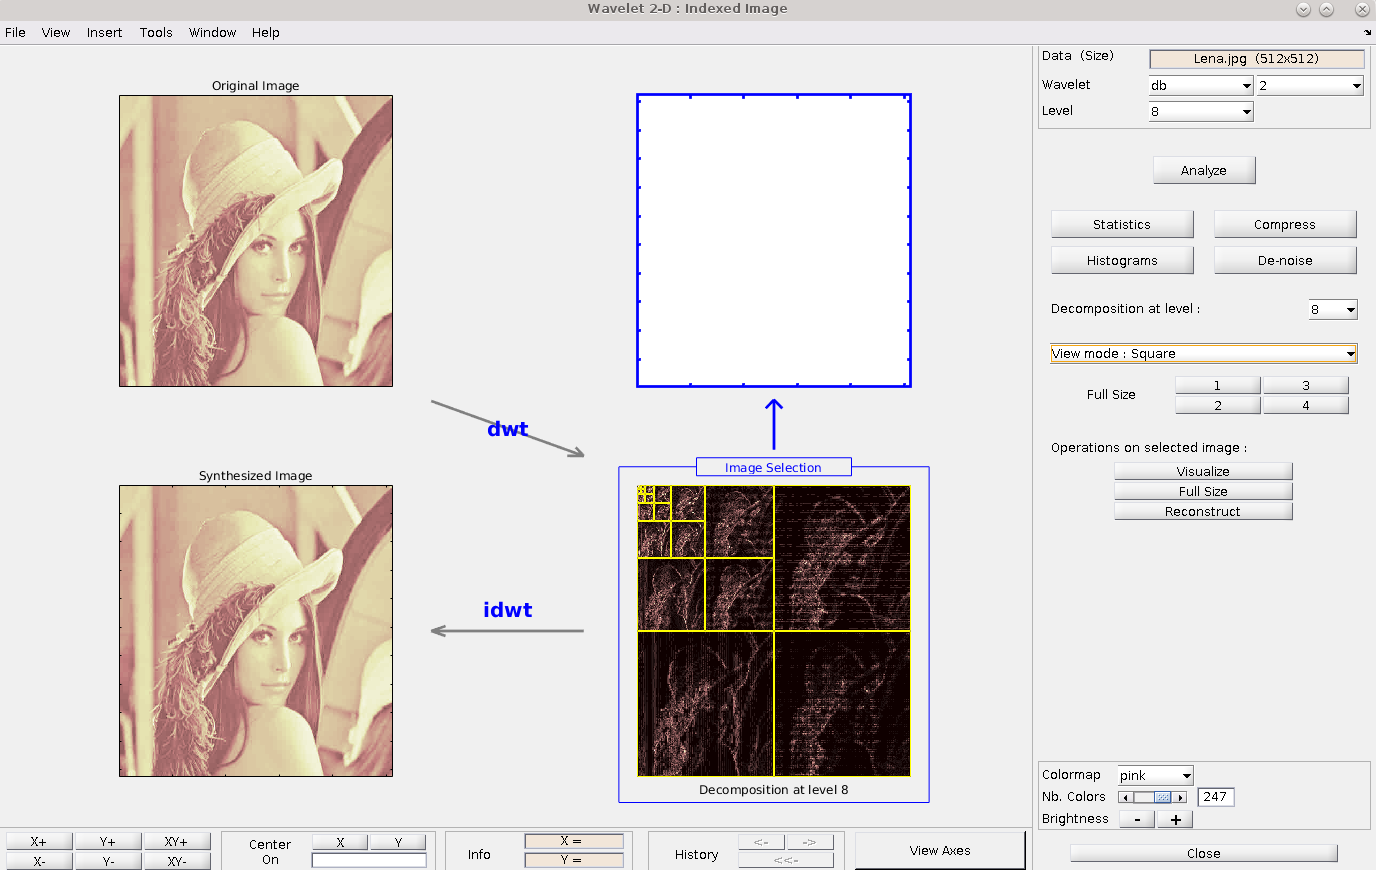 Wavelet 2-D : Indexed Image
File View Insert Tools Window Help
Data (Size) Lena.jpg (512x512)
Wavelet db 2
Level 8
Analyze
Statistics Compress
Histograms De-noise
Decomposition at level : 8
View mode : Square
Full Size 1 3
2 4
Operations on selected image :
Visualize
Full Size
Reconstruct
Original Image
dwt
Synthesized Image
idwt
Image Selection
Decomposition at level 8
Colormap pink
Nb. Colors 247
Brightness - +
X+ Y+ XY+
X- Y- XY-
Center On X Y
Info X =
Y =
History <- ->
<<-
View Axes
Close